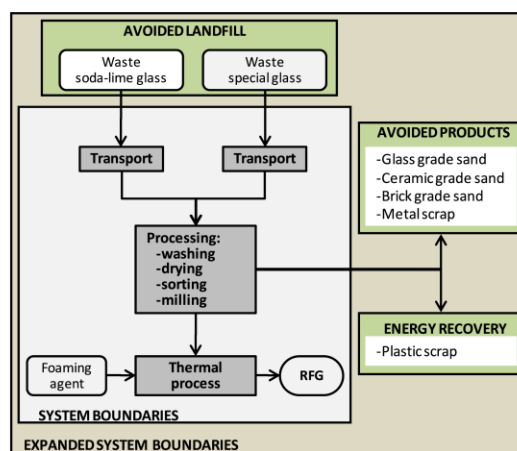 AVOIDED LANDFILL
Waste
soda-lime glass
Waste
special glass
Transport
Transport
AVOIDED PRODUCTS
-Glass grade sand
-Ceramic grade sand
-Brick grade sand
-Metal scrap
Processing:
-washing
-drying
-sorting
-milling
ENERGY RECOVERY
-Plastic scrap
Foaming
agent
Thermal
process
RFG
SYSTEM BOUNDARIES
EXPANDED SYSTEM BOUNDARIES